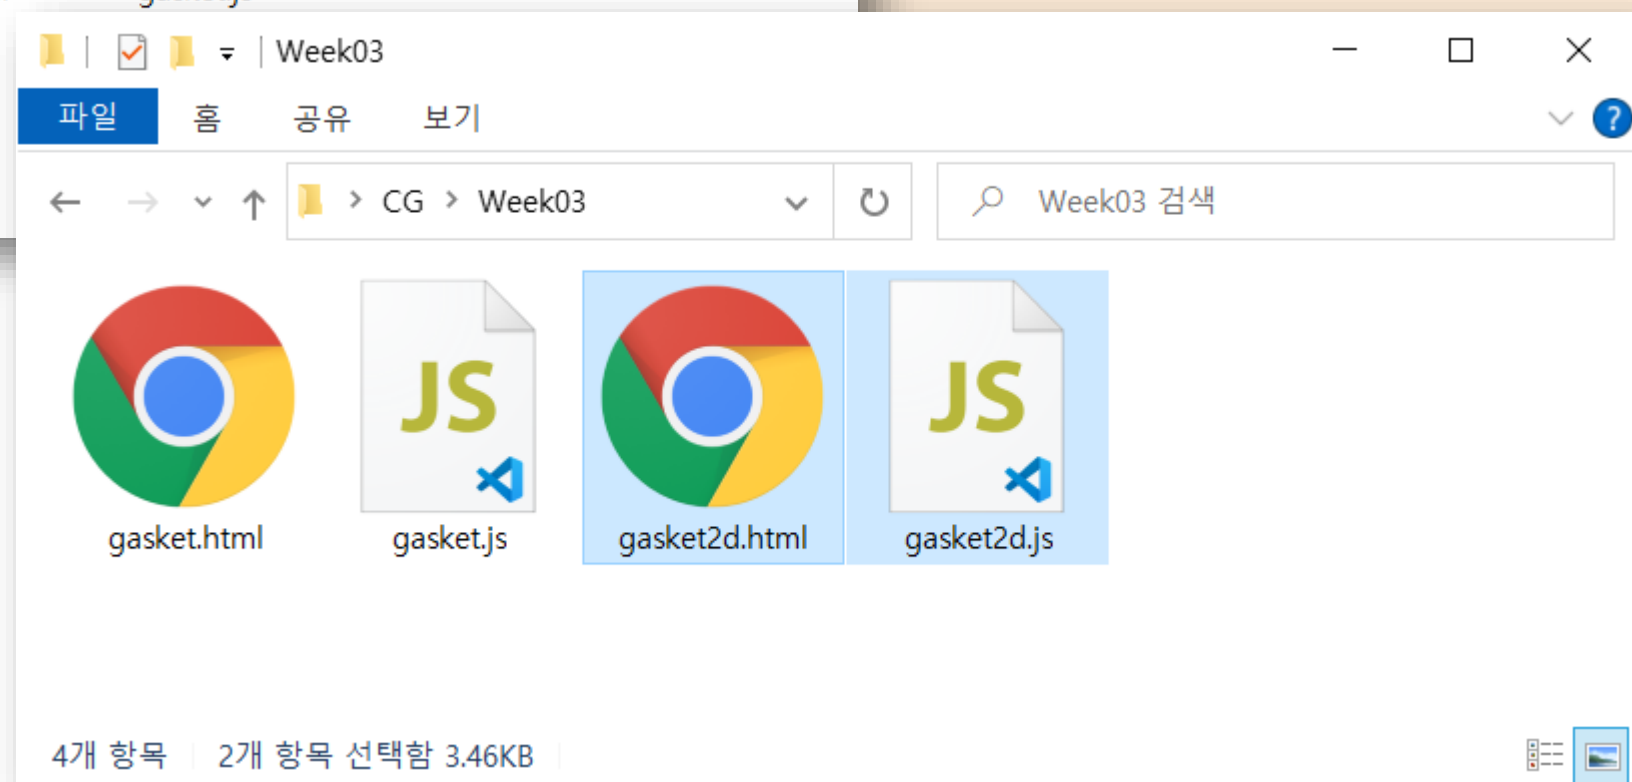 Week03
파일 홈 공유 보기
CG Week03 Week03 검색
JS JS
gasket.html gasket.js gasket2d.html gasket2d.js
4개 항목 2개 항목 선택함 3.46KB